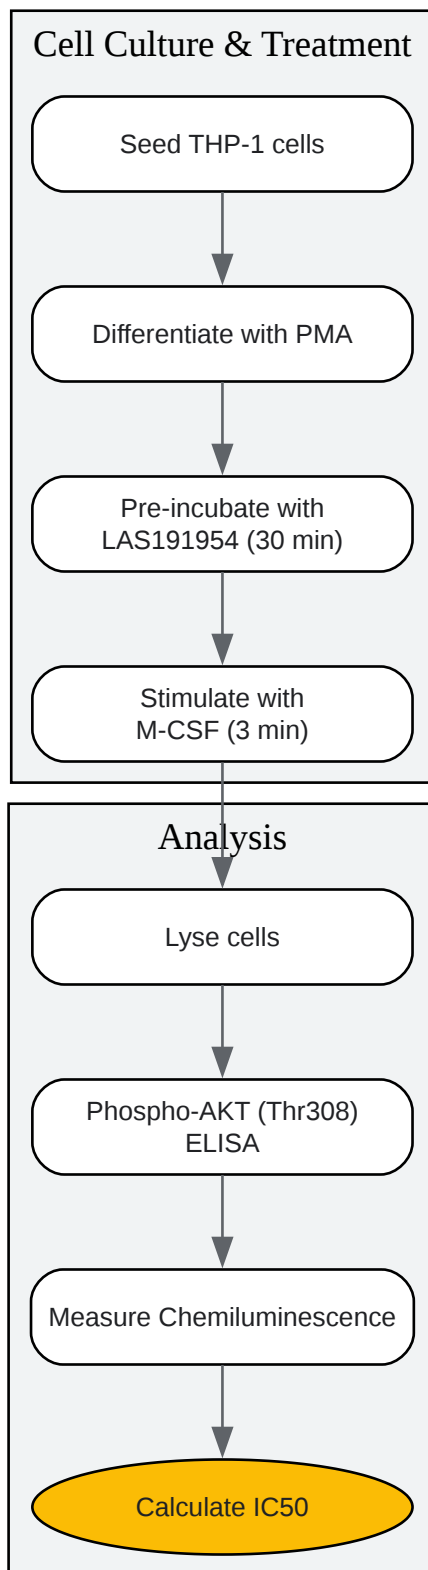 Cell Culture & Treatment
Seed THP-1 cells
Differentiate with PMA
Pre-incubate with
LAS191954 (30 min)
Stimulate with
M-CSF (3 min)
Analysis
Lyse cells
Phospho-AKT (Thr308)
ELISA
Measure Chemiluminescence
Calculate IC50